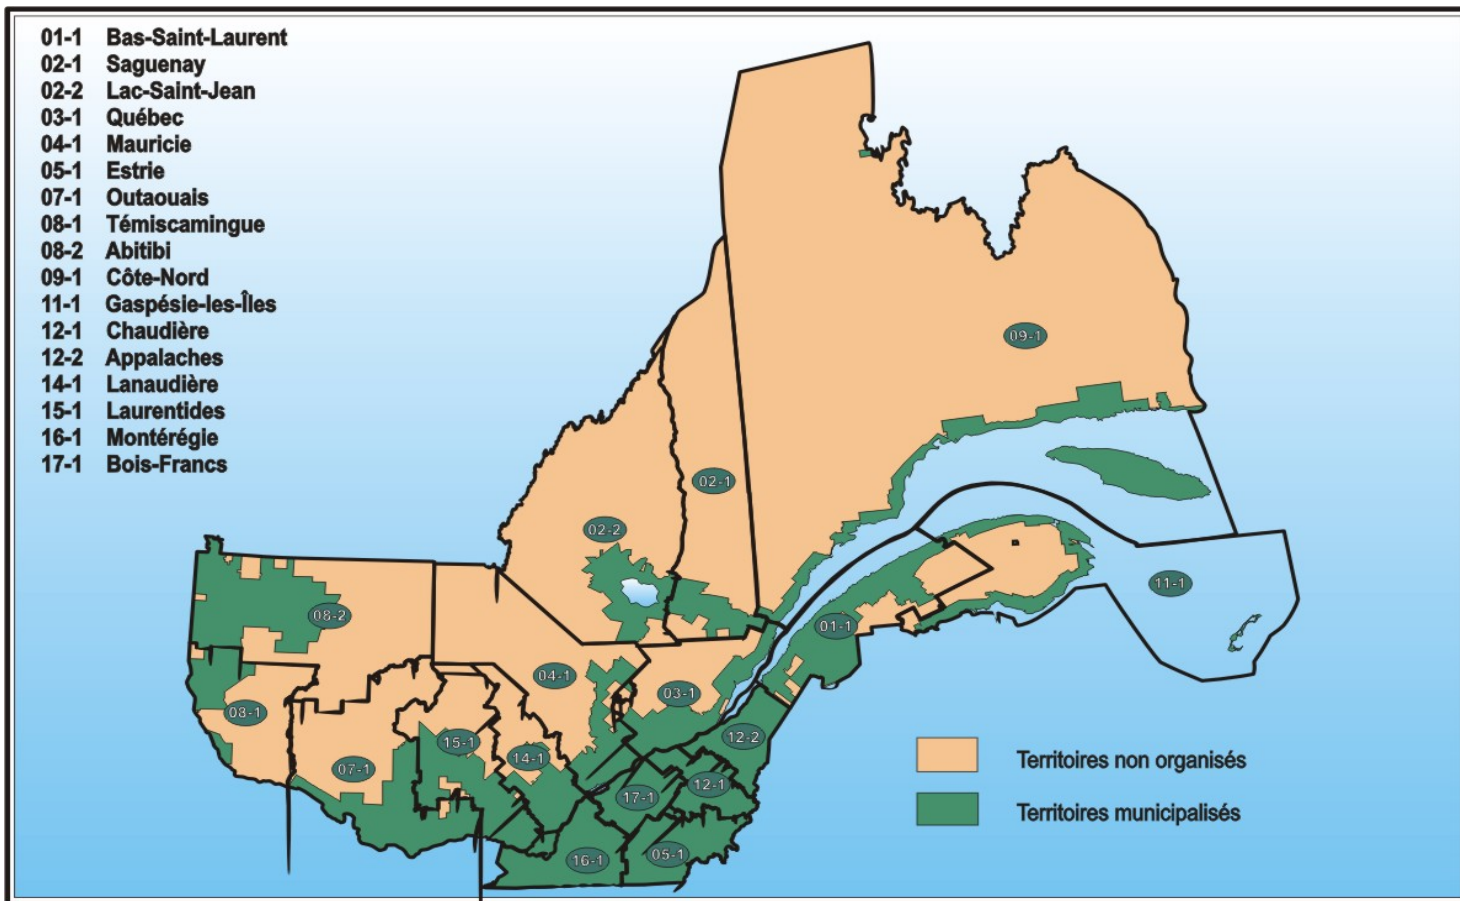 01-1 Bas-Saint-Laurent
02-1 Saguenay
02-2 Lac-Saint-Jean
03-1 Québec
04-1 Mauricie
05-1 Estrie
07-1 Outaouais
08-1 Témiscamingue
08-2 Abitibi
09-1 Côte-Nord
11-1 Gaspésie-les-Îles
12-1 Chaudière
12-2 Appalaches
14-1 Lanaudière
15-1 Laurentides
16-1 Montérégie
17-1 Bois-Francs
09-1
02-1
02-2
11-1
08-2
01-1
04-1
03-1
08-1
12-2
15-1
14-1
07-1
12-1
17-1
05-1
16-1
Territoires non organisés
Territoires municipalisés